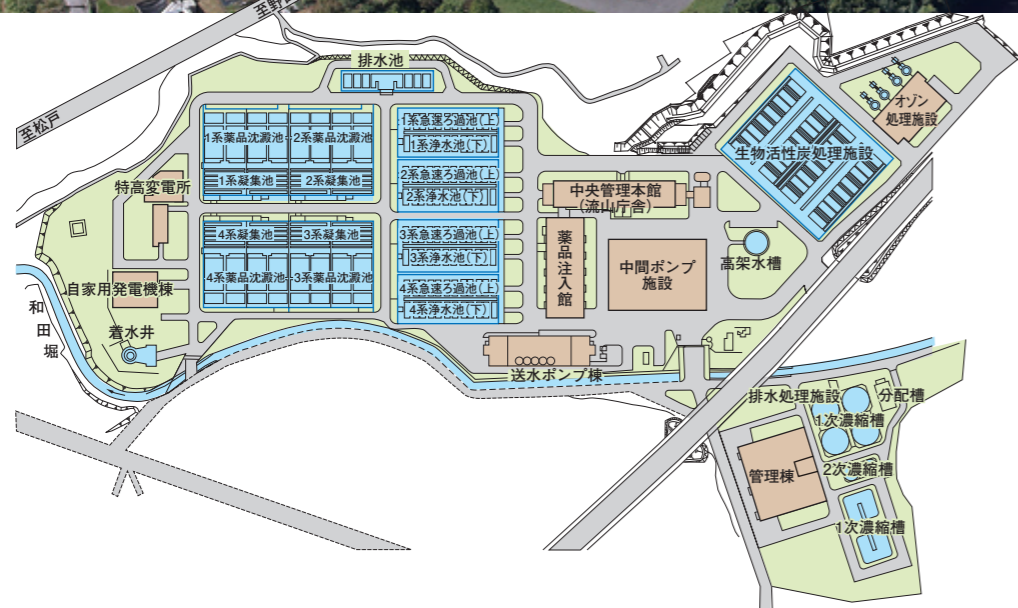 至野田
至松戸
排水池
1系薬品沈澱池
2系薬品沈澱池
1系凝集池
2系凝集池
4系凝集池
3系凝集池
4系薬品沈澱池
3系薬品沈澱池
1系急速ろ過池(上)
1系浄水池(下)
2系急速ろ過池(上)
2系浄水池(下)
3系急速ろ過池(上)
3系浄水池(下)
4系急速ろ過池(上)
4系浄水池(下)
特高変電所
自家用発電機棟
着水井
和田堀
中央管理本館
(流山庁舎)
薬品注入館
中間ポンプ
施設
送水ポンプ棟
高架水槽
生物活性炭処理施設
オゾン
処理施設
排水処理施設
分配槽
1次濃縮槽
2次濃縮槽
管理棟
1次濃縮槽